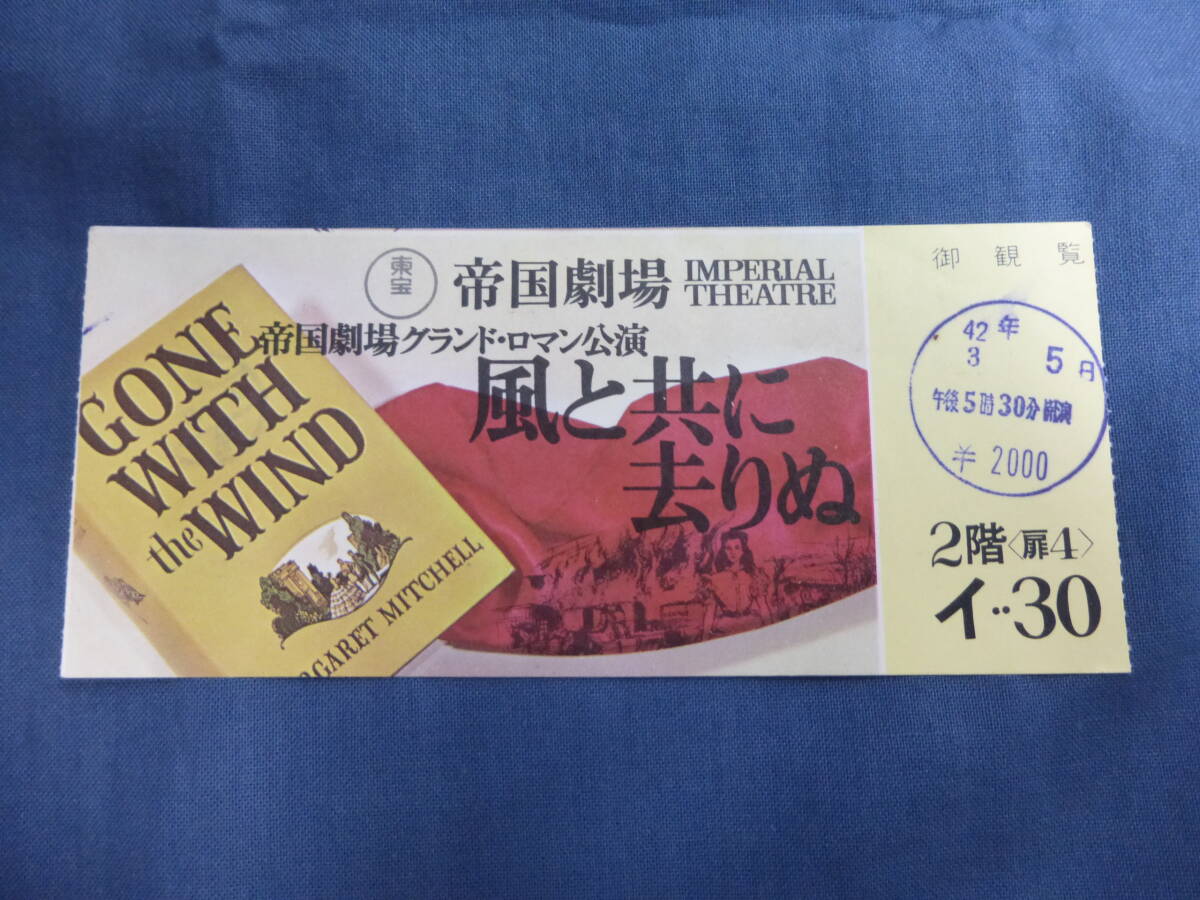 東宝
帝国劇場 IMPERIAL THEATRE
帝国劇場グランド・ロマン公演
風と共に
去りぬ
GONE
WITH
the WIND
RGARET MITCHELL
御観覧
42年
3 5日
午後5時30分開演
¥2000
2階〈扉4〉
イ‥30